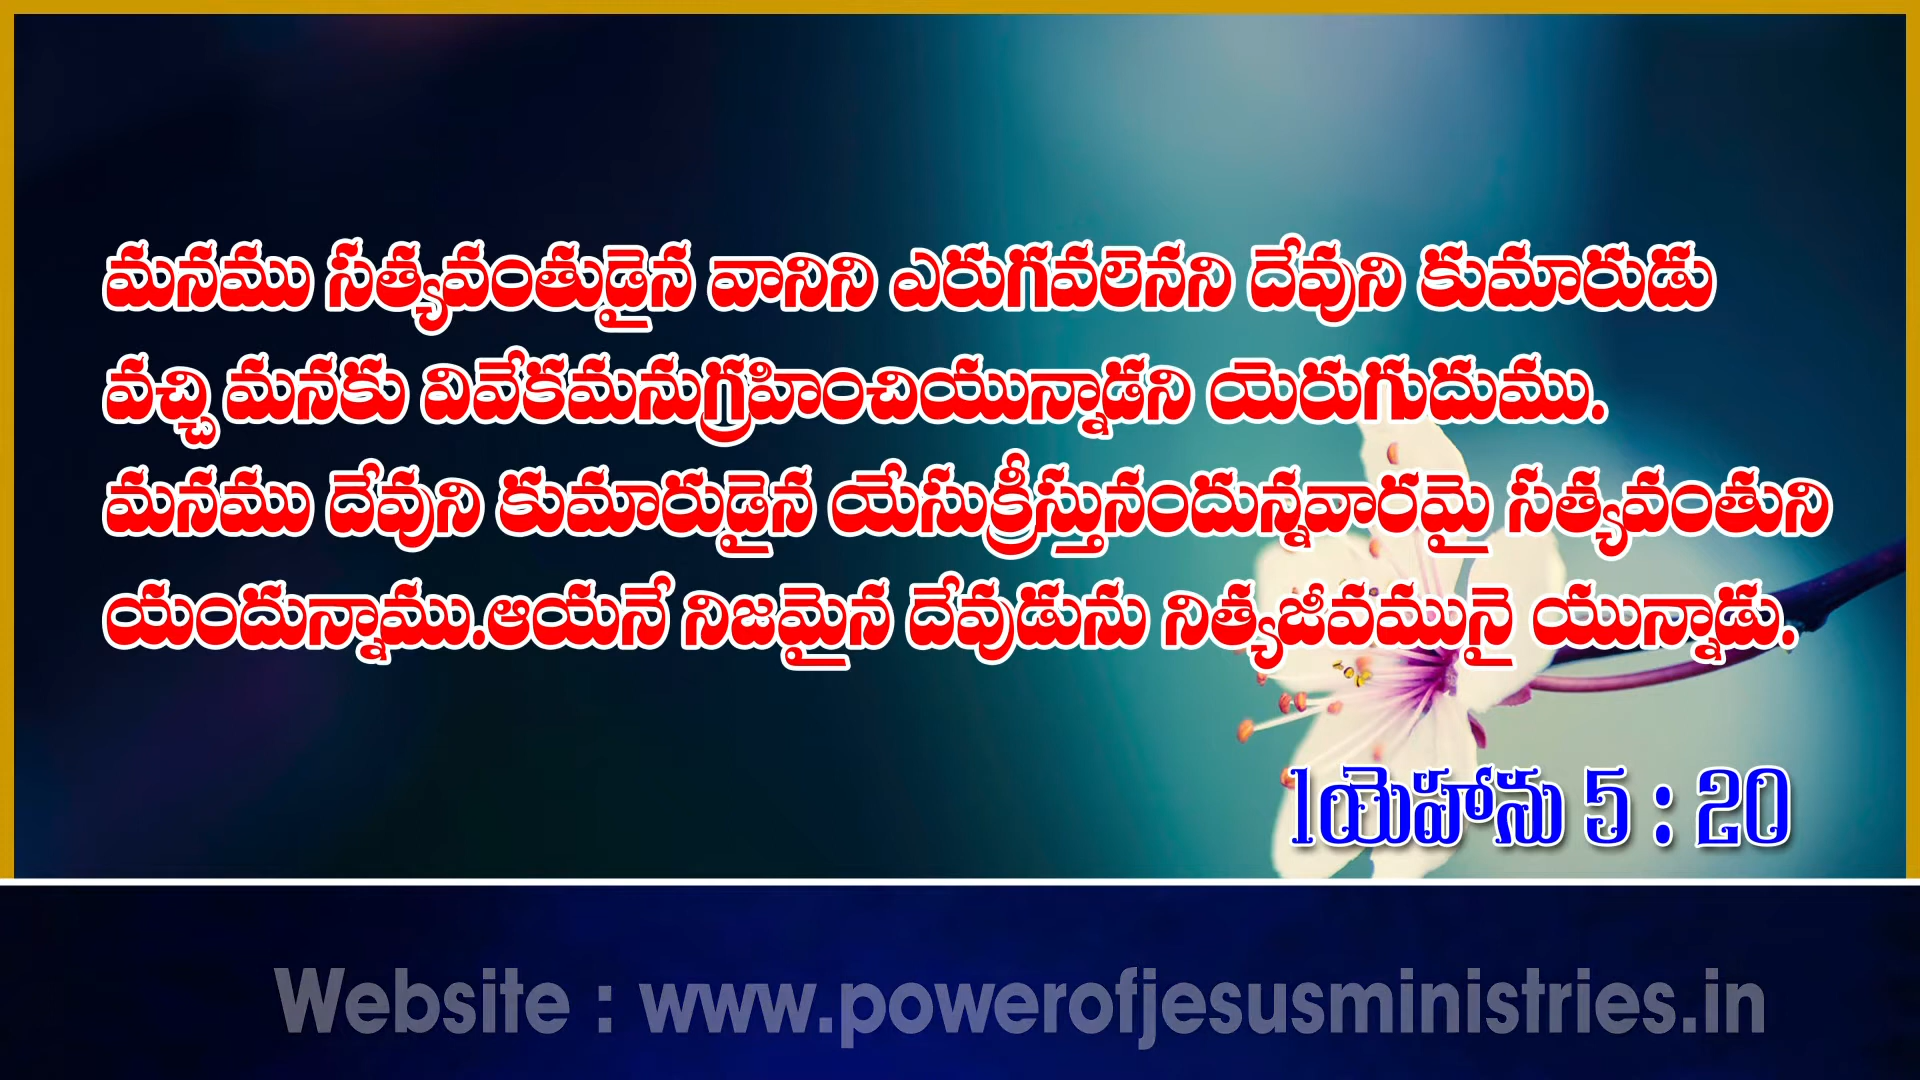 మనము సత్యవంతుడైన వానిని ఎరుగవలెనని దేవుని కుమారుడు
వచ్చి మనకు వివేకమనుగ్రహించియున్నాడని యెరుగుదుము.
మనము దేవుని కుమారుడైన యేసుక్రీస్తునందున్నవారమై సత్యవంతుని
యందున్నాము.ఆయనే నిజమైన దేవుడును నిత్యజీవమునై యున్నాడు.
1యెహాను 5 : 20
Website : www.powerofjesusministries.in